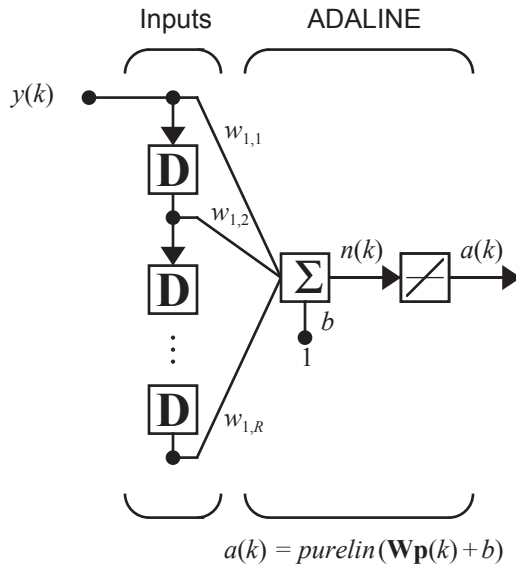 Inputs
ADALINE
y(k)
w1,1
D
w1,2
D
n(k)
a(k)
Σ
b
1
⋮
D
w1,R
a(k) = purelin(Wp(k) + b)